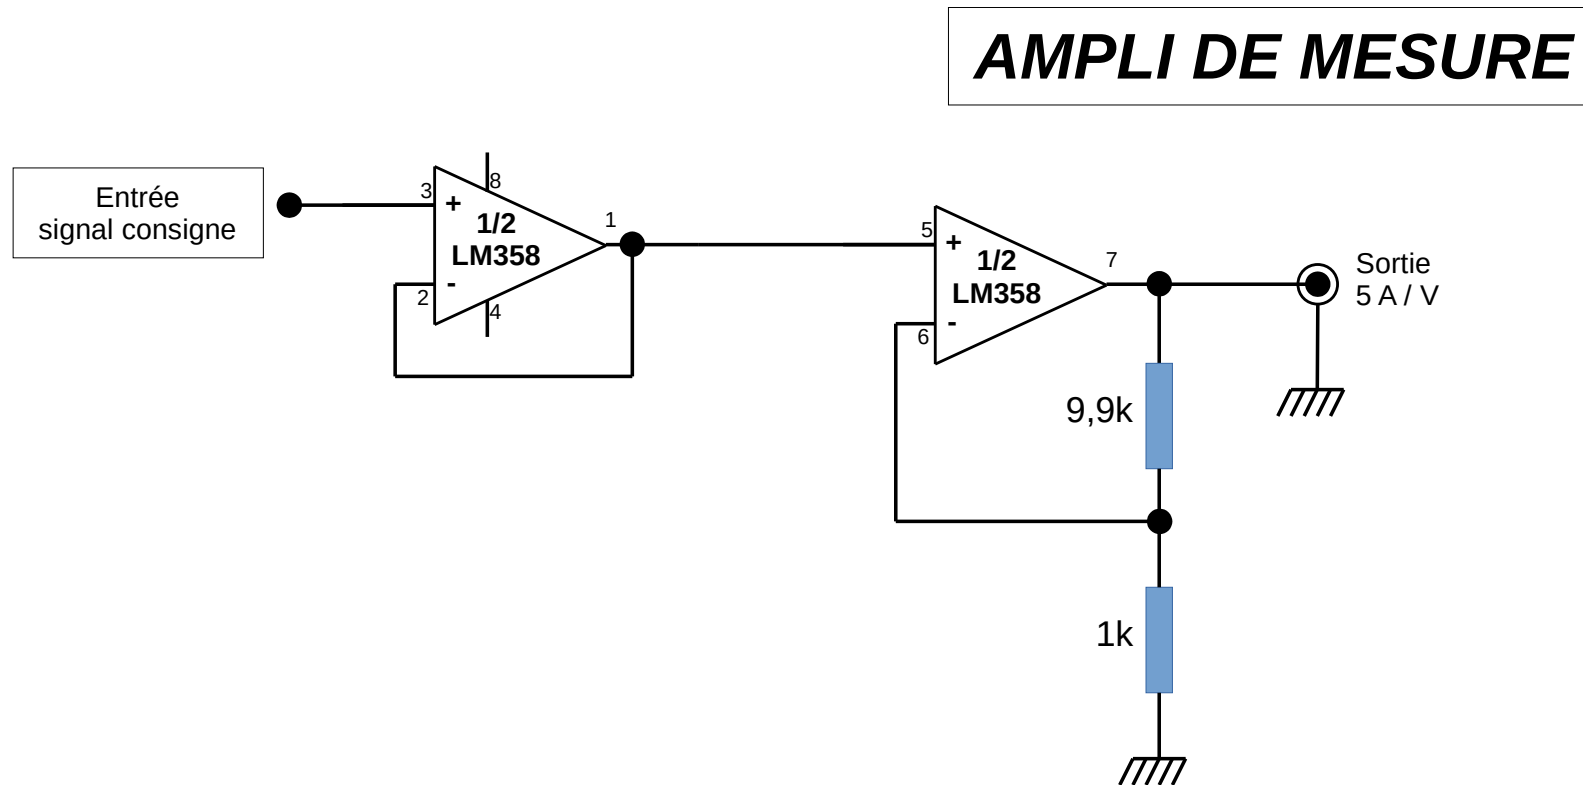 AMPLI DE MESURE
Entrée
signal consigne
3
+
8
1/2
LM358
1
2
-
4
5
+
1/2
LM358
7
6
-
Sortie
5 A / V
9,9k
1k